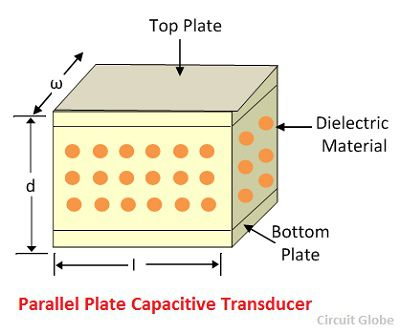 Top Plate
ω
Dielectric
Material
d
Bottom
Plate
l
Parallel Plate Capacitive Transducer
Circuit Globe